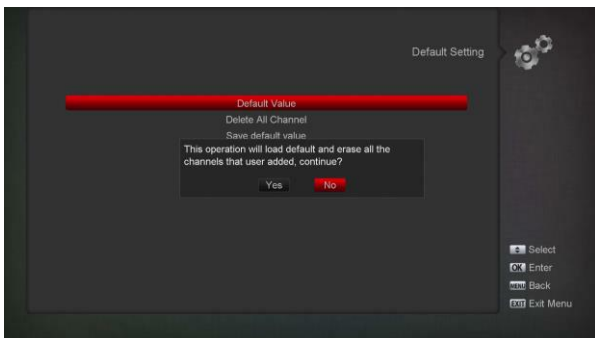 Default Setting
Default Value
Delete All Channel
Save default value
This operation will load default and erase all the
channels that user added, continue?
Yes No
Select
OK Enter
MENU Back
EXIT Exit Menu